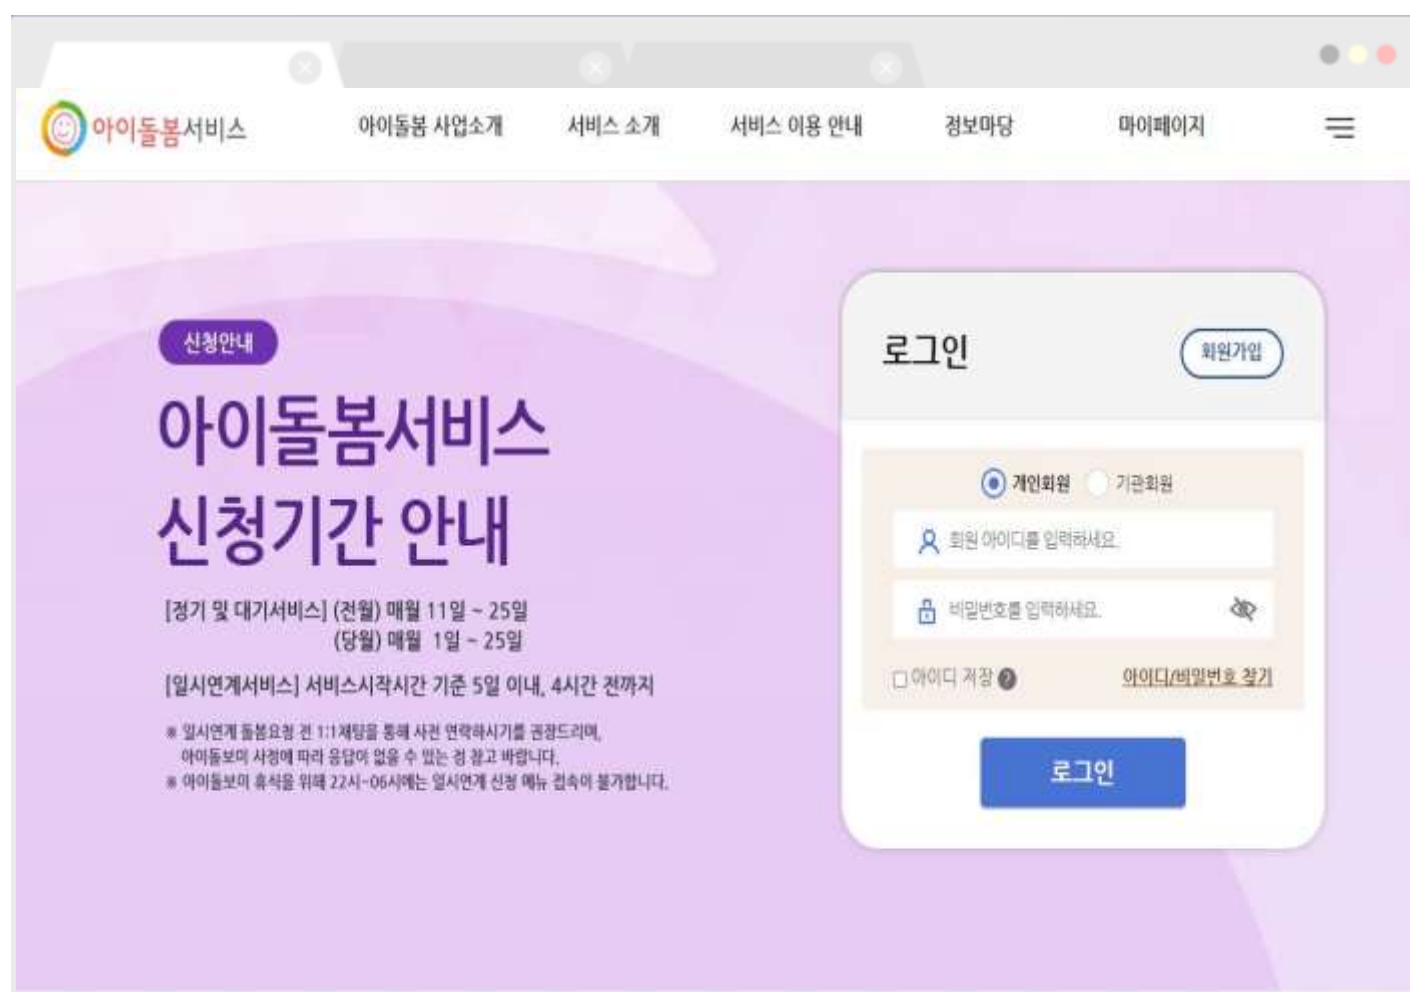 아이돌봄서비스
아이돌봄 사업소개 서비스 소개 서비스 이용 안내 정보마당 마이페이지
신청안내
아이돌봄서비스
신청기간 안내
[정기 및 대기서비스] (전월) 매월 11일 ~ 25일
(당월) 매월 1일 ~ 25일
[일시연계서비스] 서비스시작시간 기준 5일 이내, 4시간 전까지
※ 일시연계 돌봄요청 전 1:1채팅을 통해 사전 연락하시기를 권장드리며,
아이돌보미 사정에 따라 응답이 없을 수 있는 점 참고 바랍니다.
※ 아이돌보미 휴식을 위해 22시~06시에는 일시연계 신청 메뉴 접속이 불가합니다.
로그인 회원가입
개인회원 기관회원
회원 아이디를 입력하세요.
비밀번호를 입력하세요.
아이디 저장 ? 아이디/비밀번호 찾기
로그인